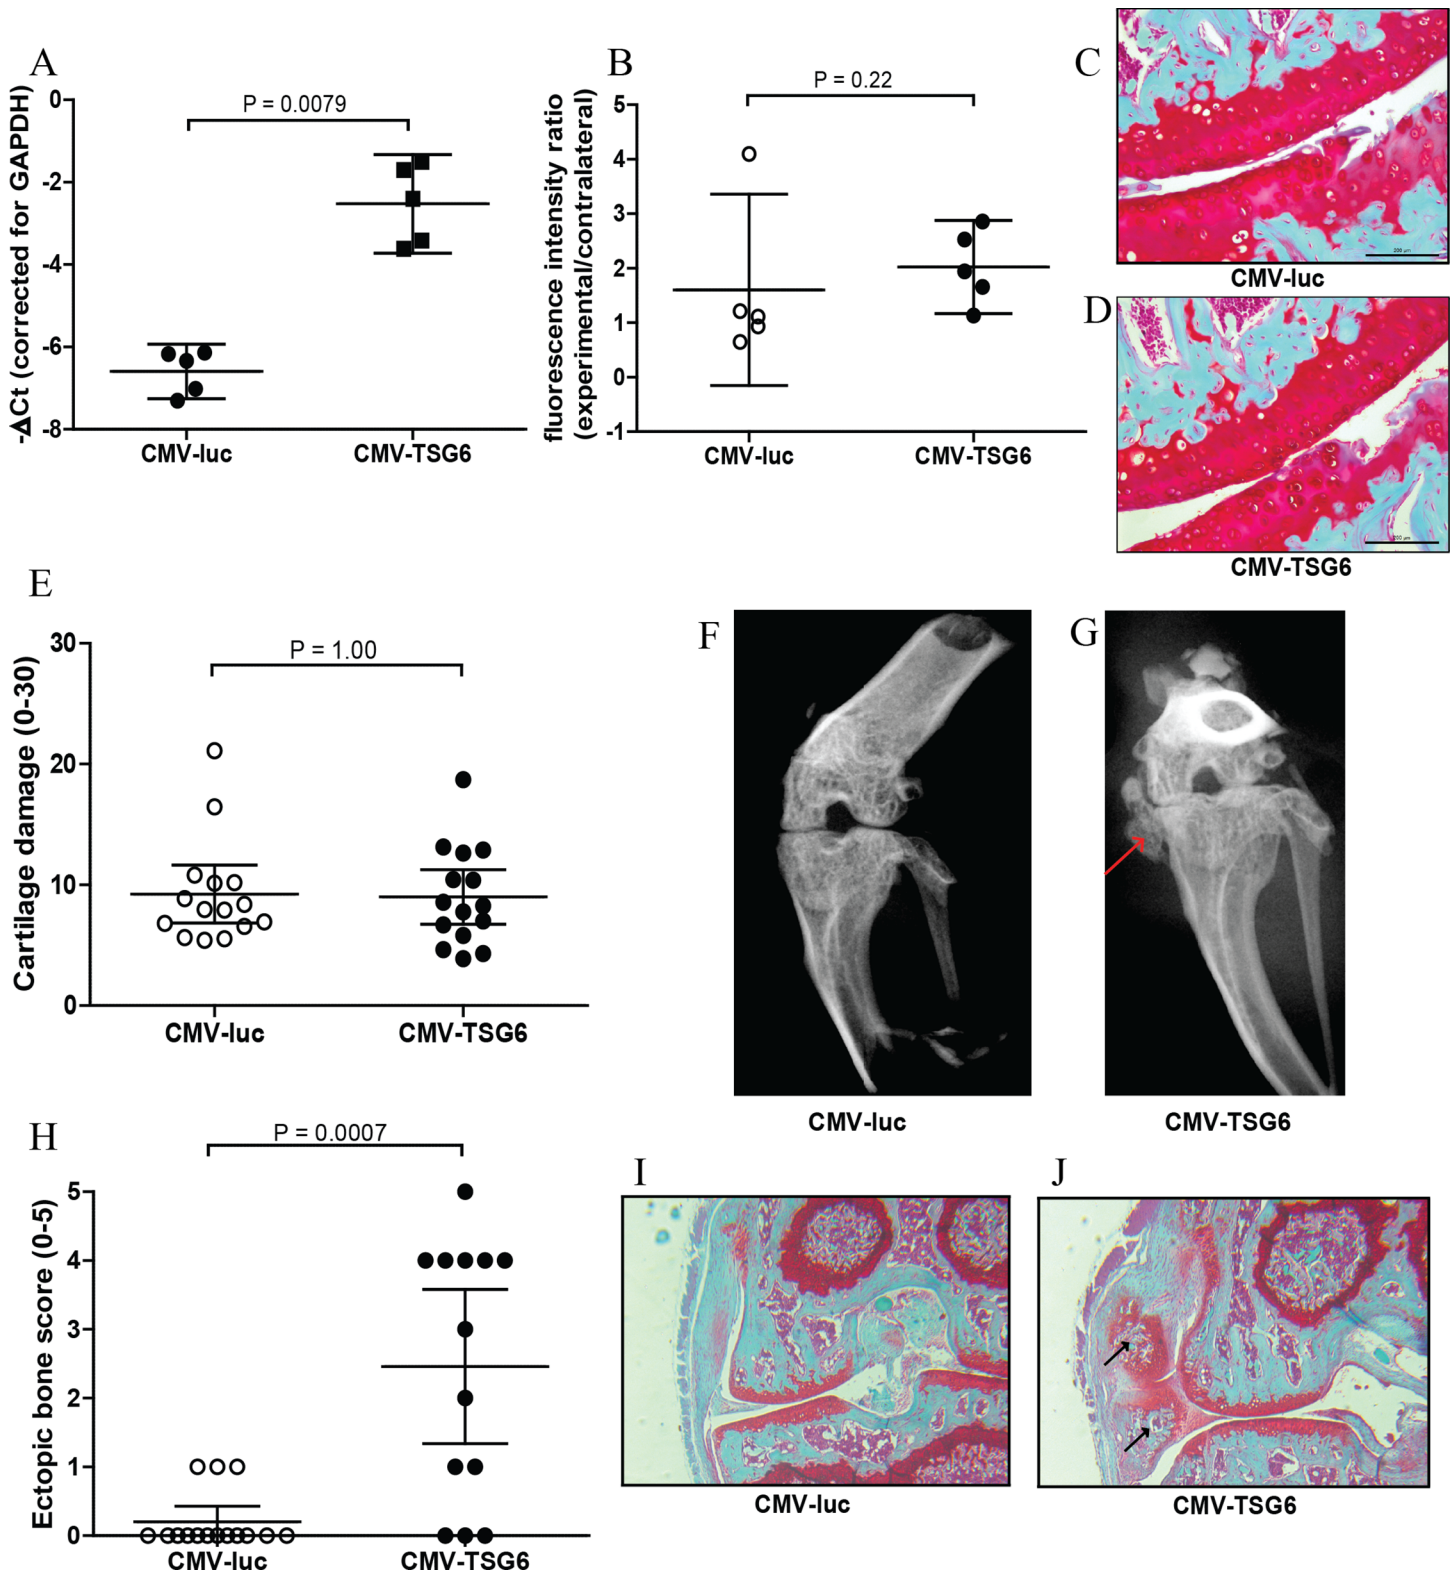 A
-ΔCt (corrected for GAPDH)
P = 0.0079
0
-2
-4
-6
-8
CMV-luc
CMV-TSG6
B
fluorescence intensity ratio
(experimental/contralateral)
P = 0.22
5
4
3
2
1
0
-1
CMV-luc
CMV-TSG6
C
200 µm
CMV-luc
D
200 µm
CMV-TSG6
E
Cartilage damage (0-30)
P = 1.00
30
20
10
0
CMV-luc
CMV-TSG6
F
CMV-luc
G
CMV-TSG6
H
Ectopic bone score (0-5)
P = 0.0007
5
4
3
2
1
0
CMV-luc
CMV-TSG6
I
CMV-luc
J
CMV-TSG6